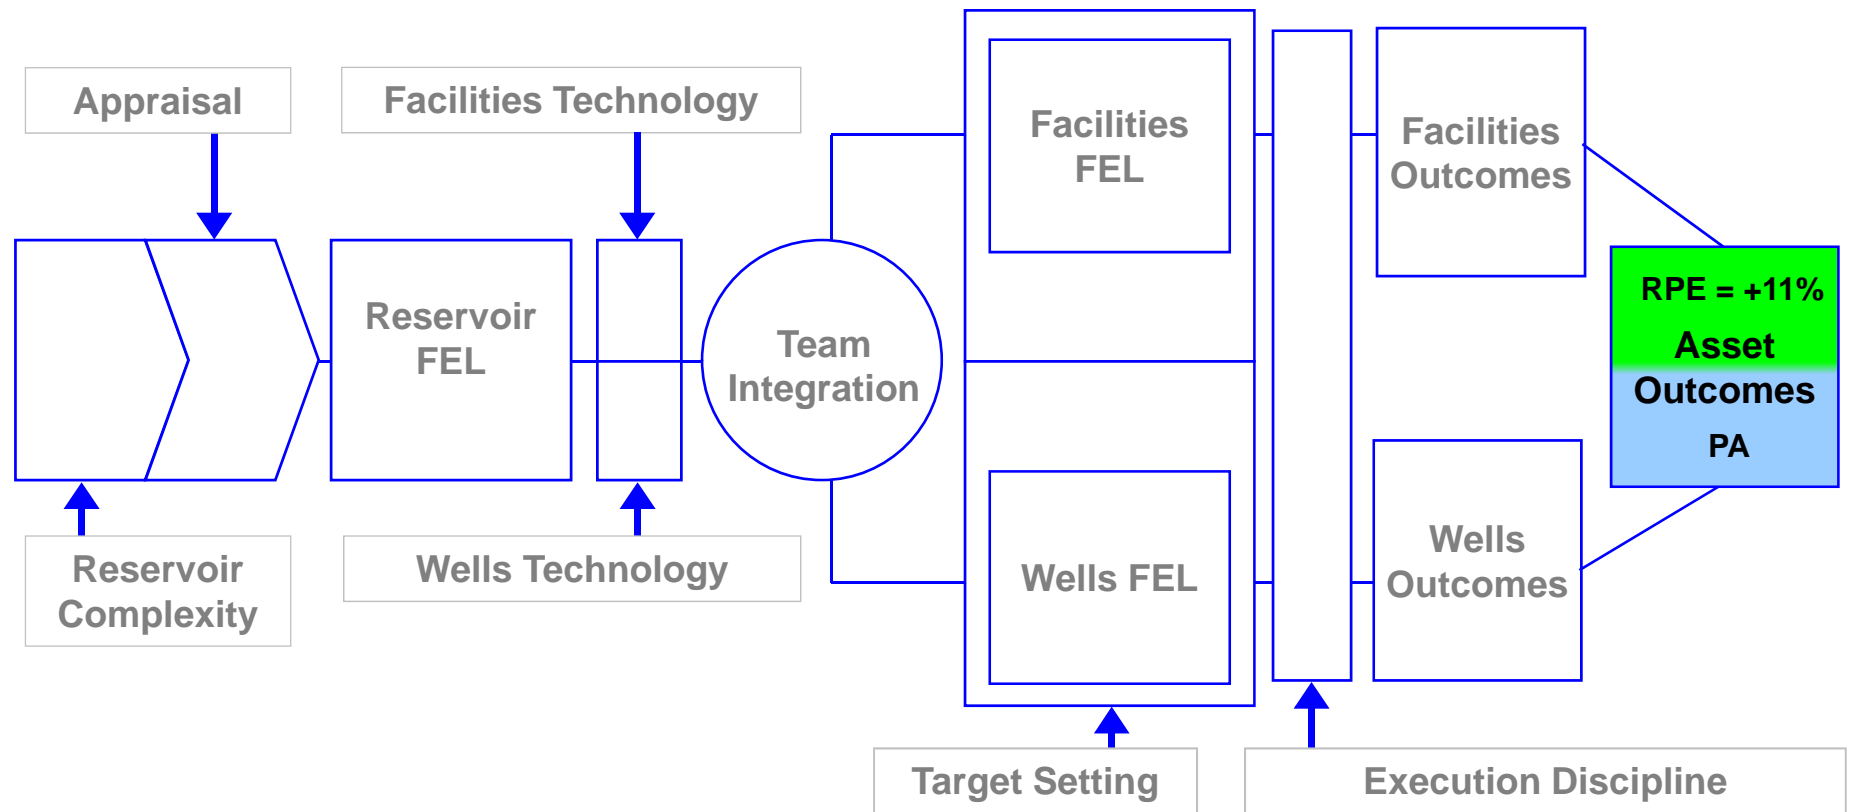 Appraisal
Facilities Technology
Facilities
FEL
Facilities
Outcomes
Reservoir
FEL
Team
Integration
RPE = +11%
Asset
Outcomes
PA
Reservoir
Complexity
Wells Technology
Wells FEL
Wells
Outcomes
Target Setting
Execution Discipline